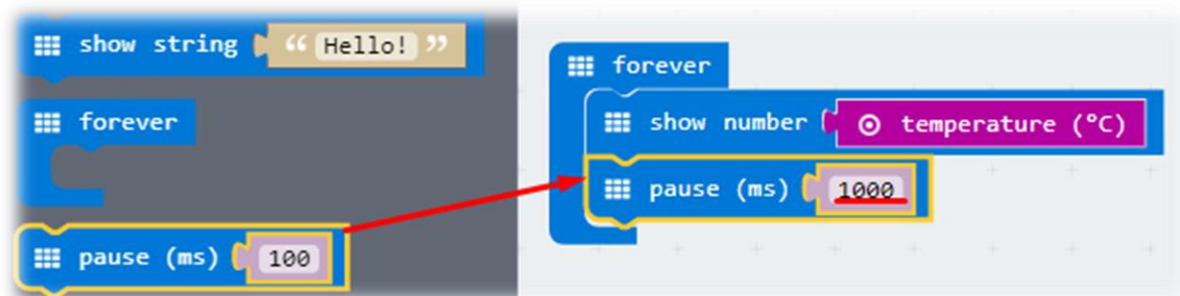 show string “ Hello! ”
forever
pause (ms) 100
forever
show number temperature (°C)
pause (ms) 1000